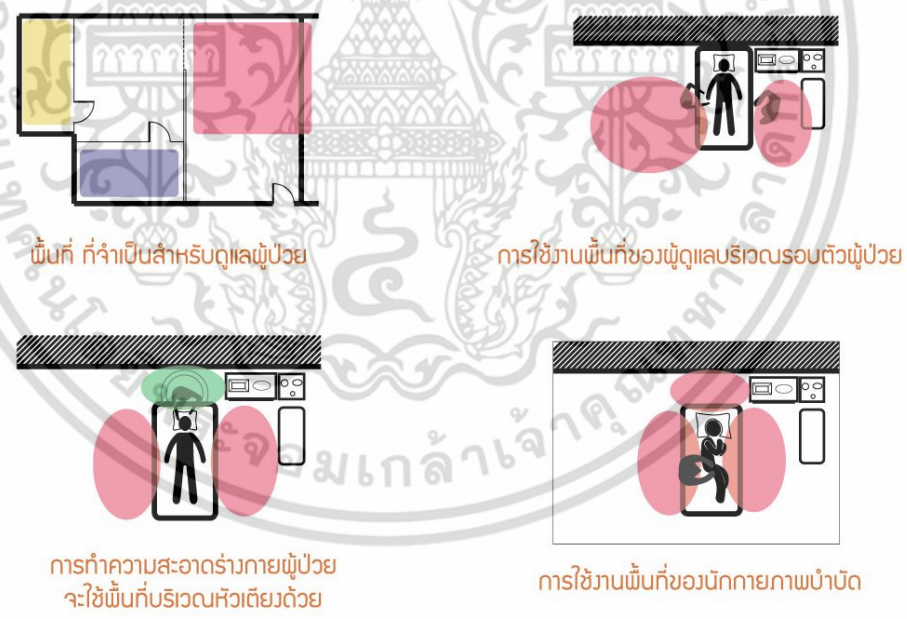 พื้นที่ ที่จำเป็นสำหรับดูแลผู้ป่วย
การใช้งานพื้นที่ของผู้ดูแลบริเวณรอบตัวผู้ป่วย
การทำความสะอาดร่างกายผู้ป่วย
จะใช้พื้นที่บริเวณหัวเตียงด้วย
การใช้งานพื้นที่ของนักกายภาพบำบัด